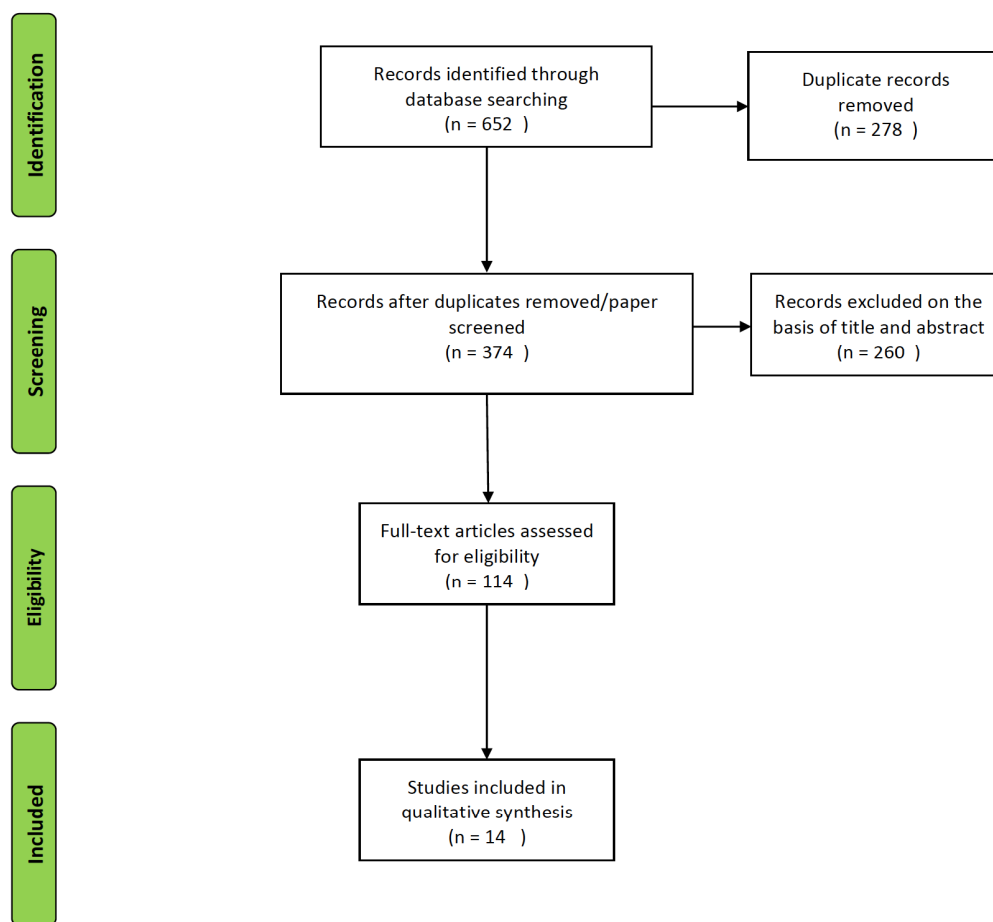 Identification
Records identified through
database searching
(n = 652 )
Duplicate records
removed
(n = 278 )
Screening
Records after duplicates removed/paper
screened
(n = 374 )
Records excluded on the
basis of title and abstract
(n = 260 )
Eligibility
Full-text articles assessed
for eligibility
(n = 114 )
Included
Studies included in
qualitative synthesis
(n = 14 )